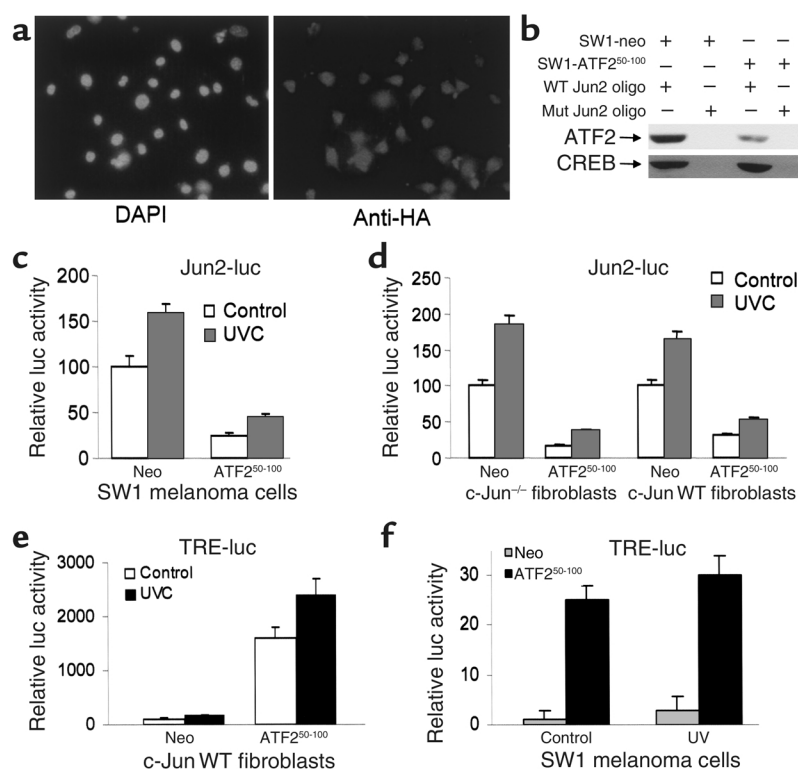 a
DAPI
Anti-HA
b
SW1-neo + + – –
SW1-ATF2⁵⁰⁻¹⁰⁰ – – + +
WT Jun2 oligo + – + –
Mut Jun2 oligo – + – +
ATF2
CREB
c
Jun2-luc
Relative luc activity
200
150
100
50
0
Control
UVC
Neo
ATF2⁵⁰⁻¹⁰⁰
SW1 melanoma cells
d
Jun2-luc
Relative luc activity
250
200
150
100
50
0
Control
UVC
Neo
ATF2⁵⁰⁻¹⁰⁰
Neo
ATF2⁵⁰⁻¹⁰⁰
c-Jun⁻/⁻ fibroblasts
c-Jun WT fibroblasts
e
TRE-luc
Relative luc activity
3000
2000
1000
0
Control
UVC
Neo
ATF2⁵⁰⁻¹⁰⁰
c-Jun WT fibroblasts
f
TRE-luc
Relative luc activity
30
20
10
0
Neo
ATF2⁵⁰⁻¹⁰⁰
Control
UV
SW1 melanoma cells